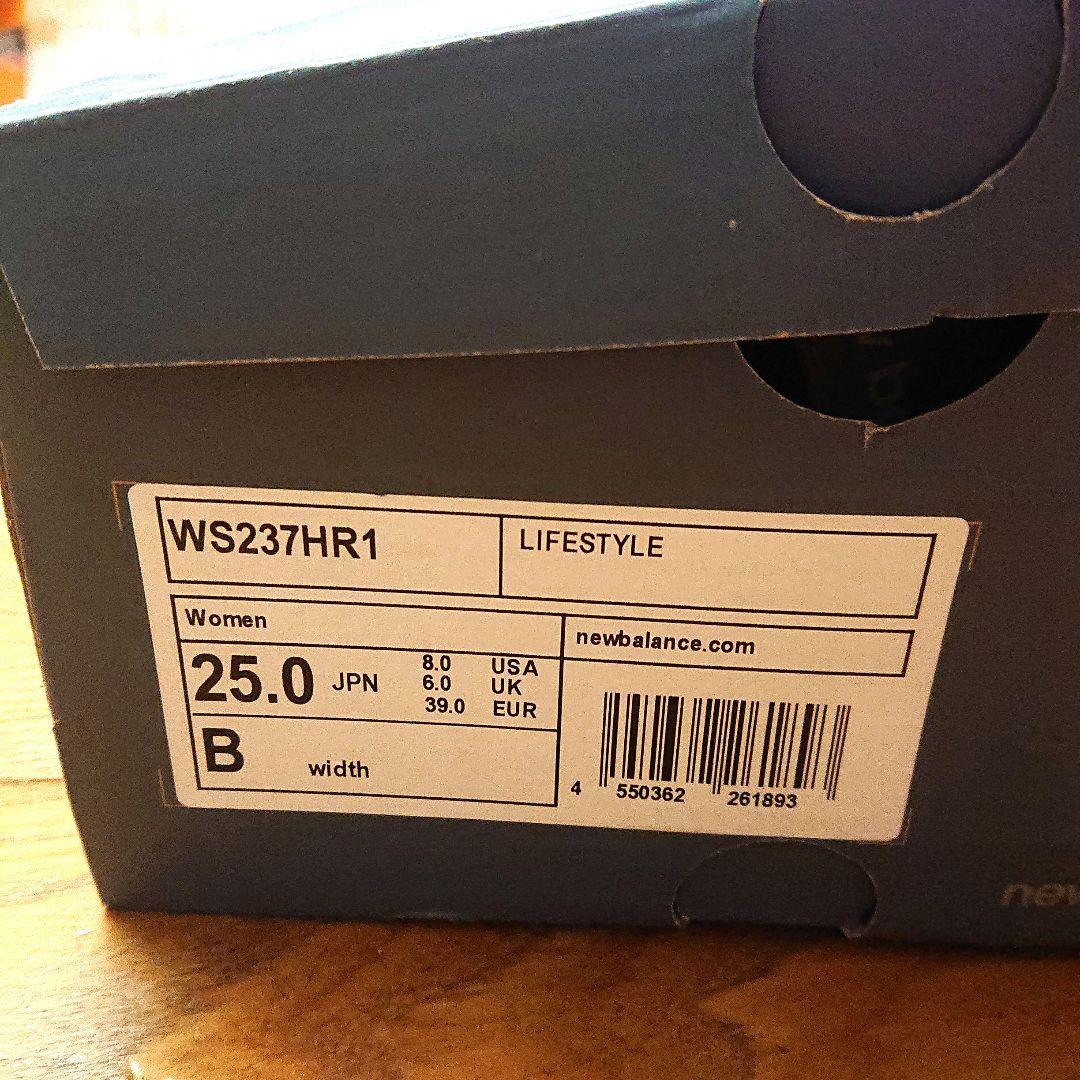 WS237HR1
LIFESTYLE
Women
newbalance.com
25.0 JPN
8.0 USA
6.0 UK
39.0 EUR
B width
4 550362 261893
new